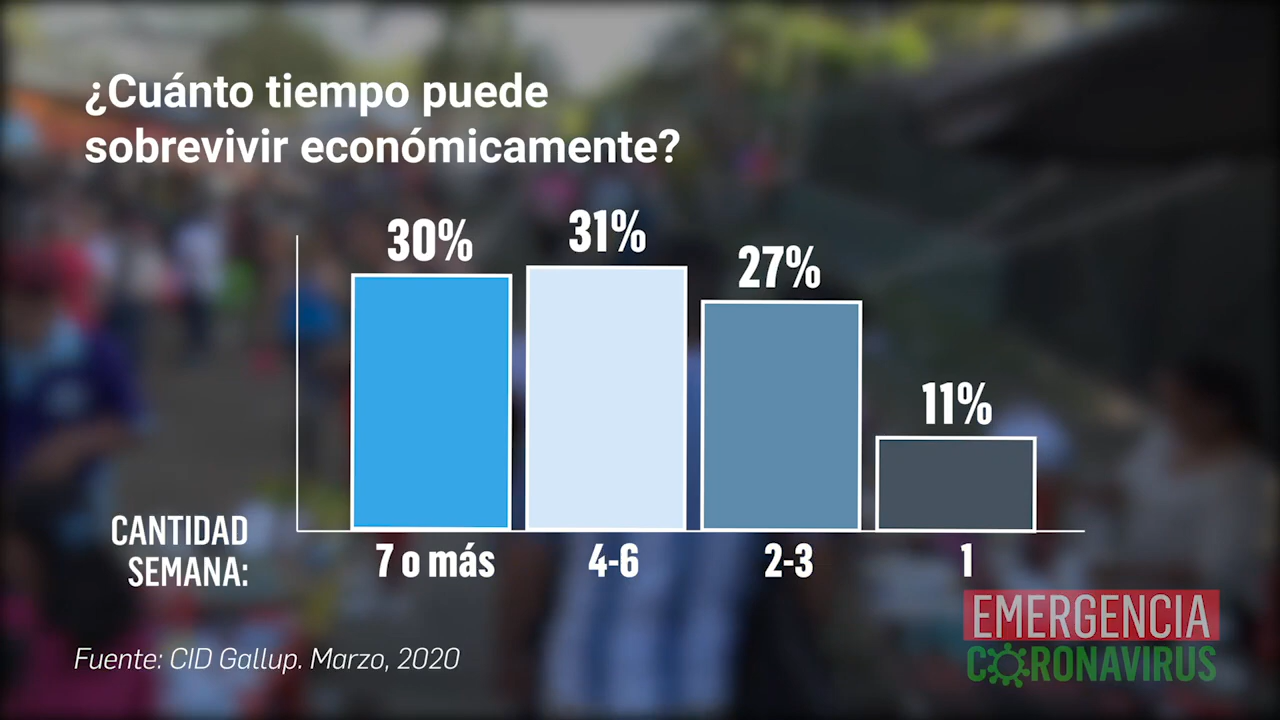 ¿Cuánto tiempo puede
sobrevivir económicamente?
30%
31%
27%
11%
CANTIDAD
SEMANA:
7 o más
4-6
2-3
1
Fuente: CID Gallup. Marzo, 2020
EMERGENCIA
CORONAVIRUS